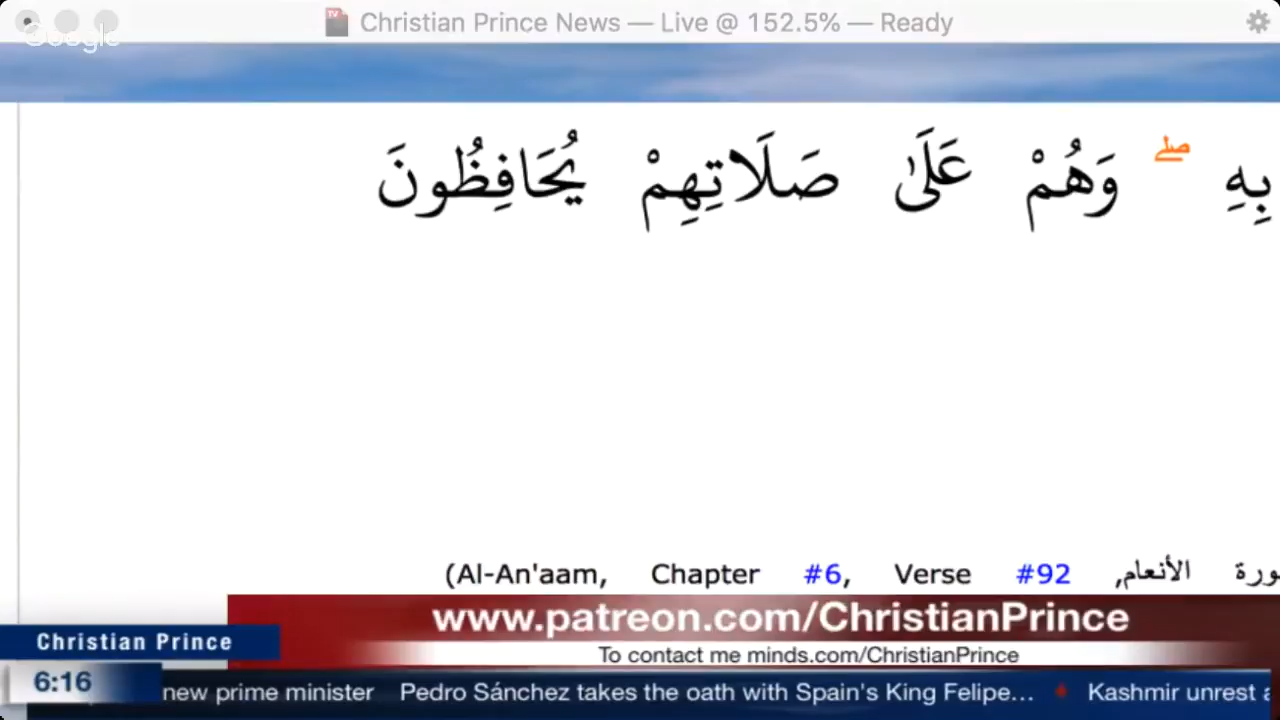 Christian Prince News — Live @ 152.5% — Ready
Google
بِهِ ۖ وَهُمْ عَلَىٰ صَلَاتِهِمْ يُحَافِظُونَ
(Al-An'aam, Chapter #6, Verse #92 الأنعام,
www.patreon.com/ChristianPrince
Christian Prince
To contact me minds.com/ChristianPrince
6:16
new prime minister Pedro Sánchez takes the oath with Spain's King Felipe... Kashmir unrest